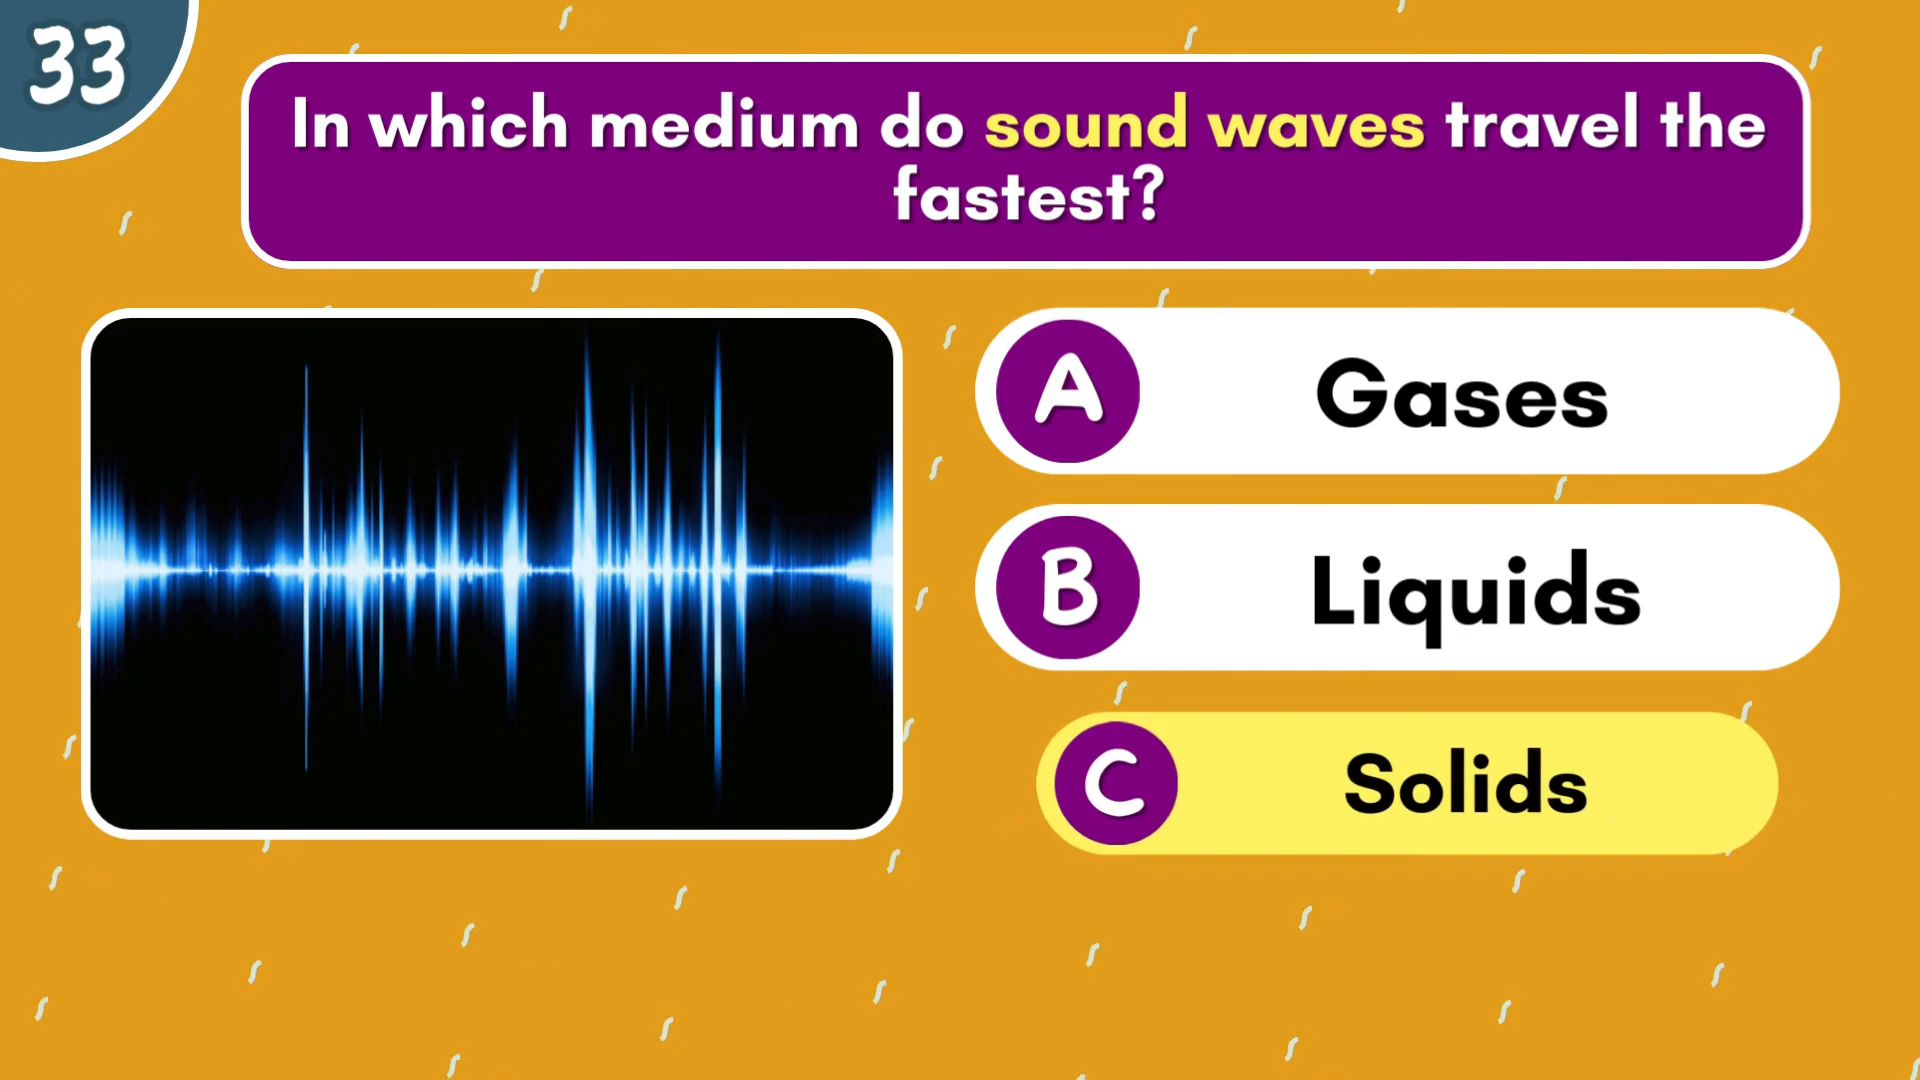 33
In which medium do sound waves travel the
fastest?
A Gases
B Liquids
C Solids